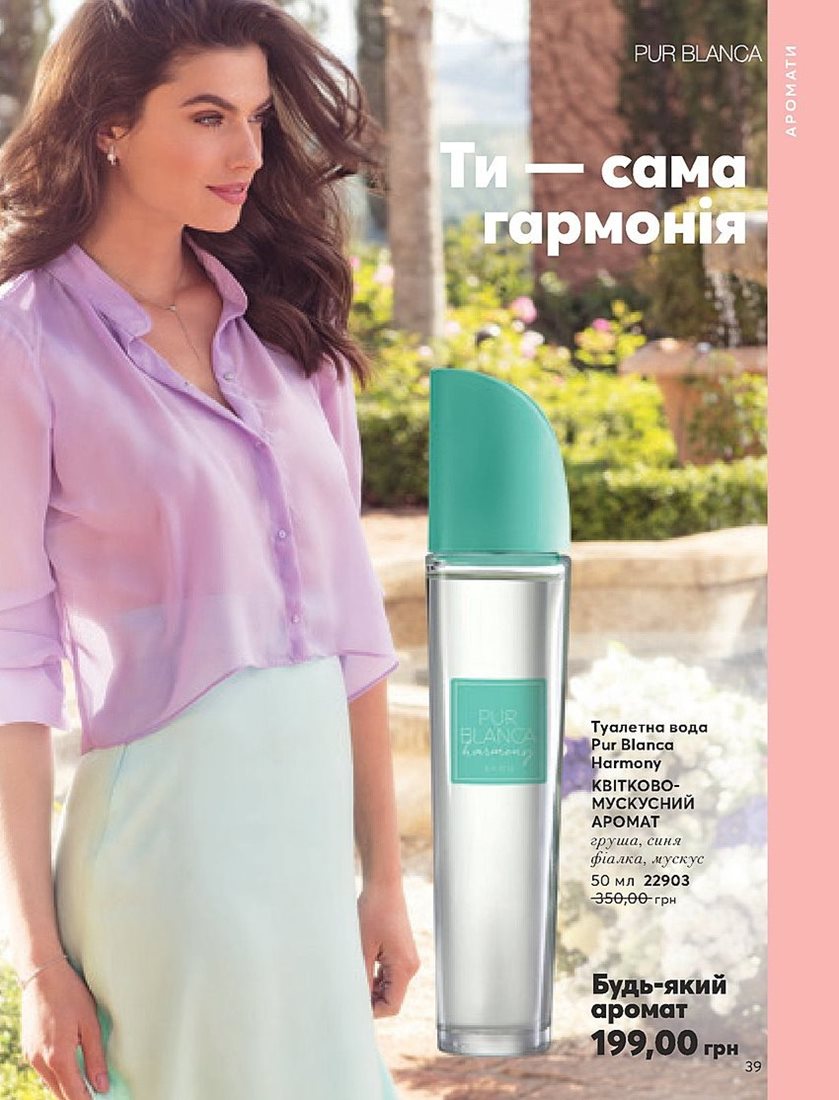 PUR BLANCA
АРОМАТИ
Ти — сама
гармонія
PUR
BLANCA
harmony
AVON
Туалетна вода
Pur Blanca
Harmony
КВІТКОВО-
МУСКУСНИЙ
АРОМАТ
груша, синя
фіалка, мускус
50 мл 22903
350,00 грн
Будь-який
аромат
199,00 грн
39